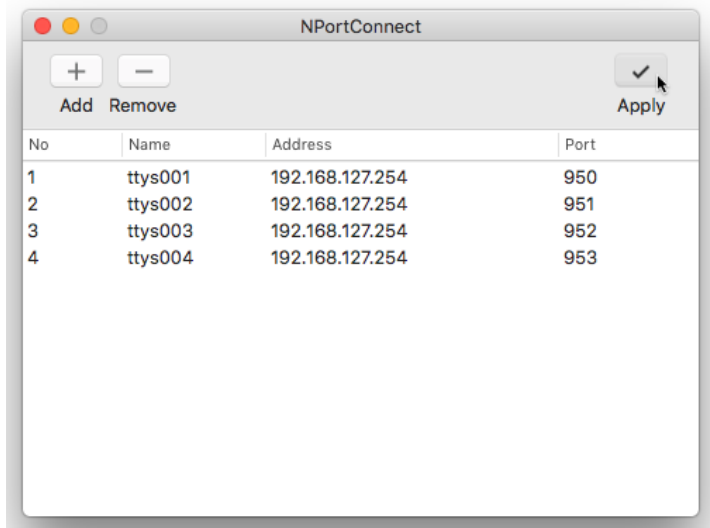 NPortConnect
Add Remove Apply
No Name Address Port
1 ttys001 192.168.127.254 950
2 ttys002 192.168.127.254 951
3 ttys003 192.168.127.254 952
4 ttys004 192.168.127.254 953